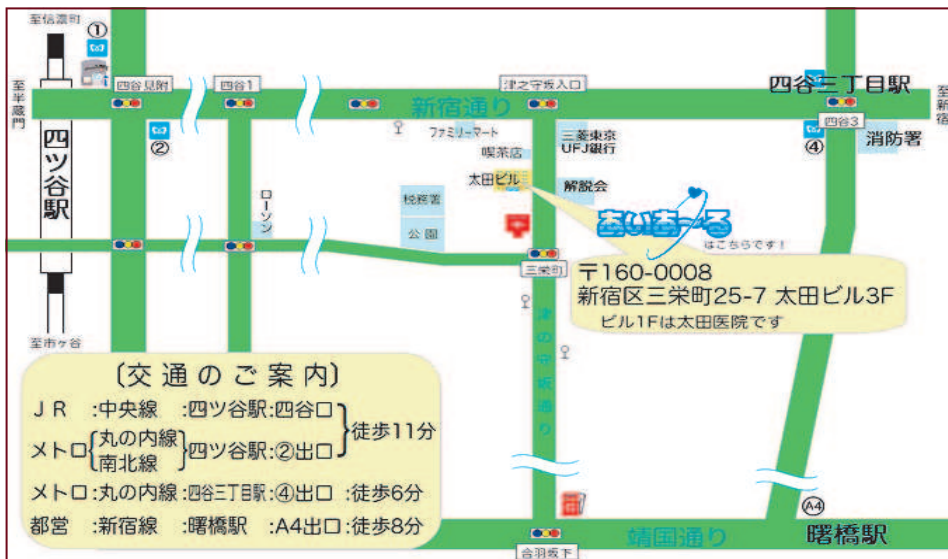 至信濃町
①
四谷見附
四谷1
津之守坂入口
四谷三丁目駅
至半蔵門
新宿通り
至新宿
四谷3
②
ファミリーマート
三菱東京
UFJ銀行
④
消防署
喫茶店
四ツ谷駅
太田ビル
解説会
ローソン
税務署
公園
あいあ〜る
はこちらです!
三栄町
〒160-0008
新宿区三栄町25-7 太田ビル3F
ビル1Fは太田医院です
至市ヶ谷
津の守坂通り
〔交通のご案内〕
JR :中央線 :四ツ谷駅:四谷口
メトロ{丸の内線 南北線}四ツ谷駅:②出口
}徒歩11分
メトロ:丸の内線:四谷三丁目駅:④出口:徒歩6分
都営 :新宿線 :曙橋駅 :A4出口:徒歩8分
A4
靖国通り
曙橋駅
合羽坂下